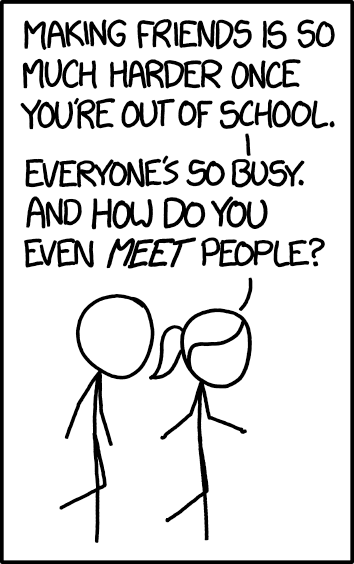 MAKING FRIENDS IS SO
MUCH HARDER ONCE
YOU'RE OUT OF SCHOOL.
EVERYONE'S SO BUSY.
AND HOW DO YOU
EVEN MEET PEOPLE?